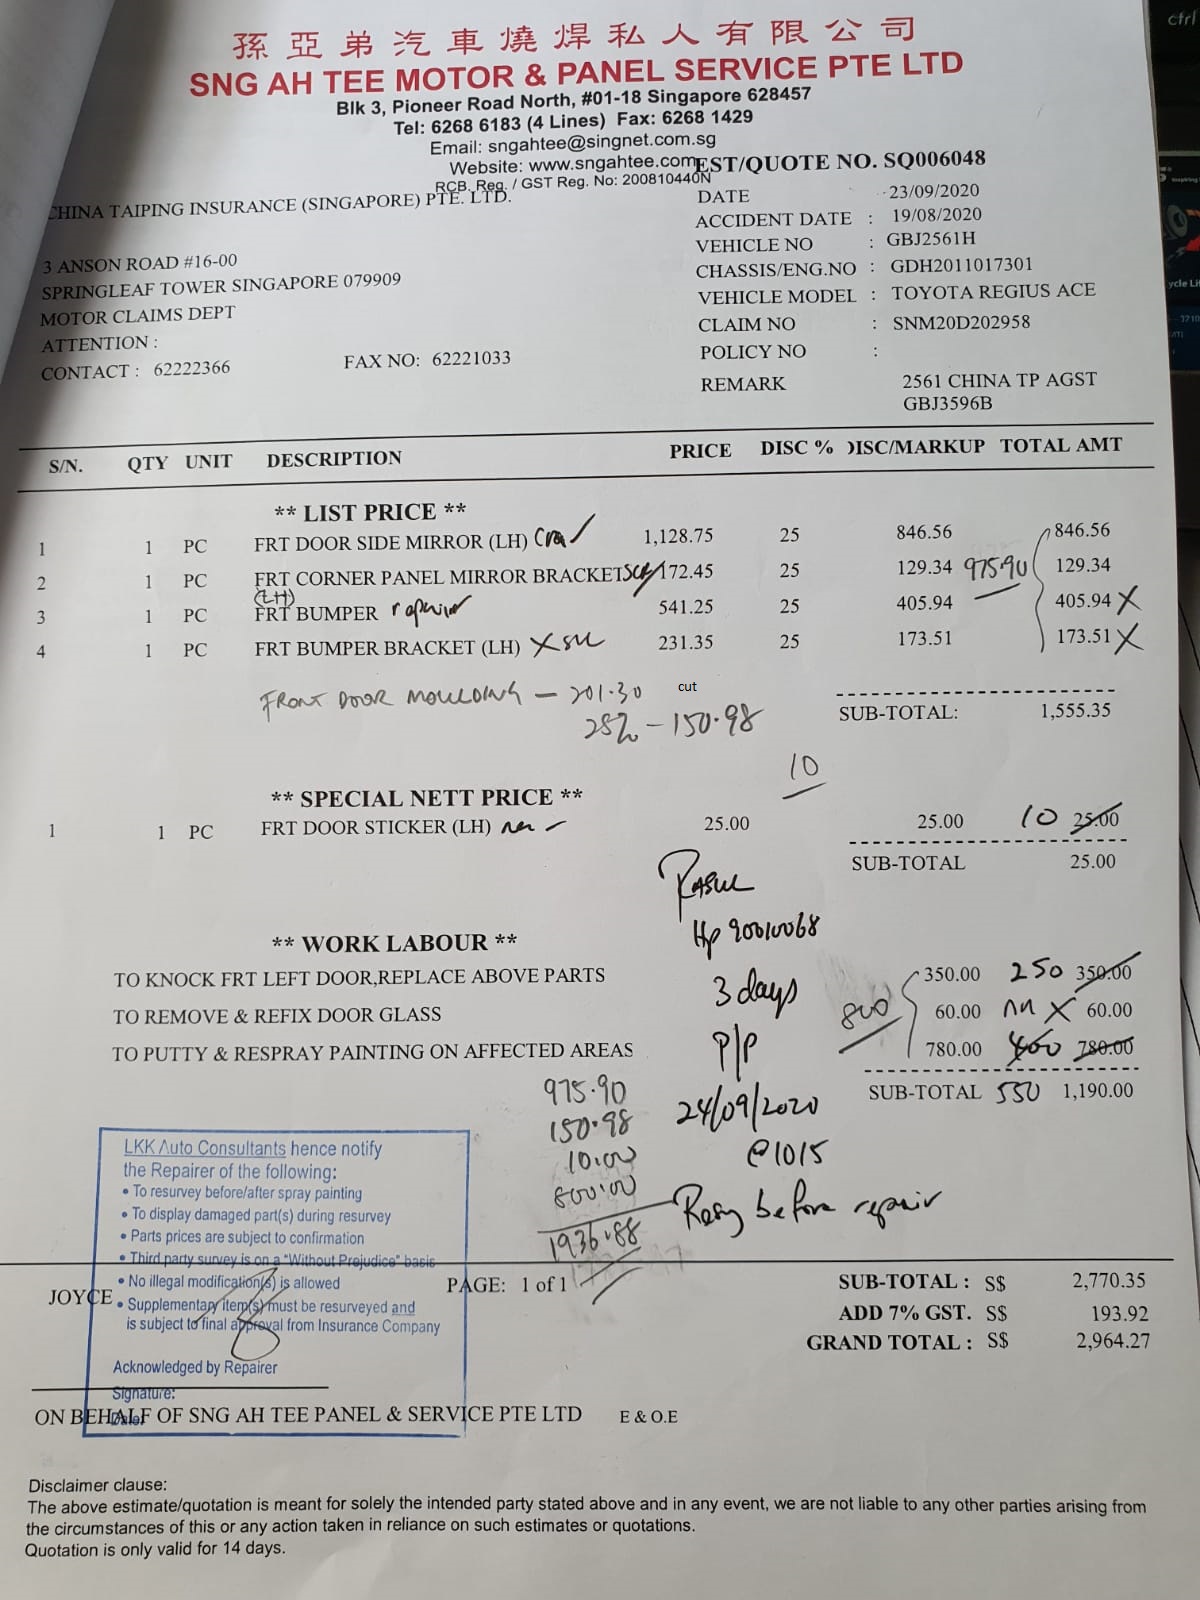 孫亞弟汽車燒焊私人有限公司
SNG AH TEE MOTOR & PANEL SERVICE PTE LTD
Blk 3, Pioneer Road North, #01-18 Singapore 628457
Tel: 6268 6183 (4 Lines) Fax: 6268 1429
Email: sngahtee@singnet.com.sg
Website: www.sngahtee.com
RCB. Reg. / GST Reg. No: 200810440N
EST/QUOTE NO. SQ006048
CHINA TAIPING INSURANCE (SINGAPORE) PTE. LTD.
3 ANSON ROAD #16-00
SPRINGLEAF TOWER SINGAPORE 079909
MOTOR CLAIMS DEPT
ATTENTION :
CONTACT : 62222366 FAX NO: 62221033
DATE 23/09/2020
ACCIDENT DATE : 19/08/2020
VEHICLE NO : GBJ2561H
CHASSIS/ENG.NO : GDH2011017301
VEHICLE MODEL : TOYOTA REGIUS ACE
CLAIM NO : SNM20D202958
POLICY NO :
REMARK 2561 CHINA TP AGST
GBJ3596B
S/N. QTY UNIT DESCRIPTION PRICE DISC % DISC/MARKUP TOTAL AMT
** LIST PRICE **
1 1 PC FRT DOOR SIDE MIRROR (LH) 1,128.75 25 846.56 846.56
2 1 PC FRT CORNER PANEL MIRROR BRACKET 172.45 25 129.34 975.90 129.34
(LH)
3 1 PC FRT BUMPER repair 541.25 25 405.94 405.94 X
4 1 PC FRT BUMPER BRACKET (LH) X 231.35 25 173.51 173.51 X
FRONT DOOR MOULDING - 201.30 cut
25% - 150.98
SUB-TOTAL: 1,555.35
10
** SPECIAL NETT PRICE **
1 1 PC FRT DOOR STICKER (LH) 25.00 25.00 10 25.00
SUB-TOTAL 25.00
RASUL
Hp 90010068
** WORK LABOUR **
TO KNOCK FRT LEFT DOOR,REPLACE ABOVE PARTS 350.00 250 350.00
3 days
TO REMOVE & REFIX DOOR GLASS 800 60.00 X 60.00
TO PUTTY & RESPRAY PAINTING ON AFFECTED AREAS 780.00 780.00
P/P
SUB-TOTAL 550 1,190.00
975.90
150.98
10.00
800.00
1936.88
24/09/2020
@1015
before repair
LKK Auto Consultants hence notify
the Repairer of the following:
• To resurvey before/after spray painting
• To display damaged part(s) during resurvey
• Parts prices are subject to confirmation
• Third party survey is on a "Without Prejudice" basis
• No illegal modification(s) is allowed
• Supplementary item(s) must be resurveyed and
is subject to final approval from Insurance Company
Acknowledged by Repairer
Signature:
Date:
JOYCE
PAGE: 1 of 1
SUB-TOTAL : S$ 2,770.35
ADD 7% GST. S$ 193.92
GRAND TOTAL : S$ 2,964.27
ON BEHALF OF SNG AH TEE PANEL & SERVICE PTE LTD E & O.E
Disclaimer clause:
The above estimate/quotation is meant for solely the intended party stated above and in any event, we are not liable to any other parties arising from
the circumstances of this or any action taken in reliance on such estimates or quotations.
Quotation is only valid for 14 days.
ctrl